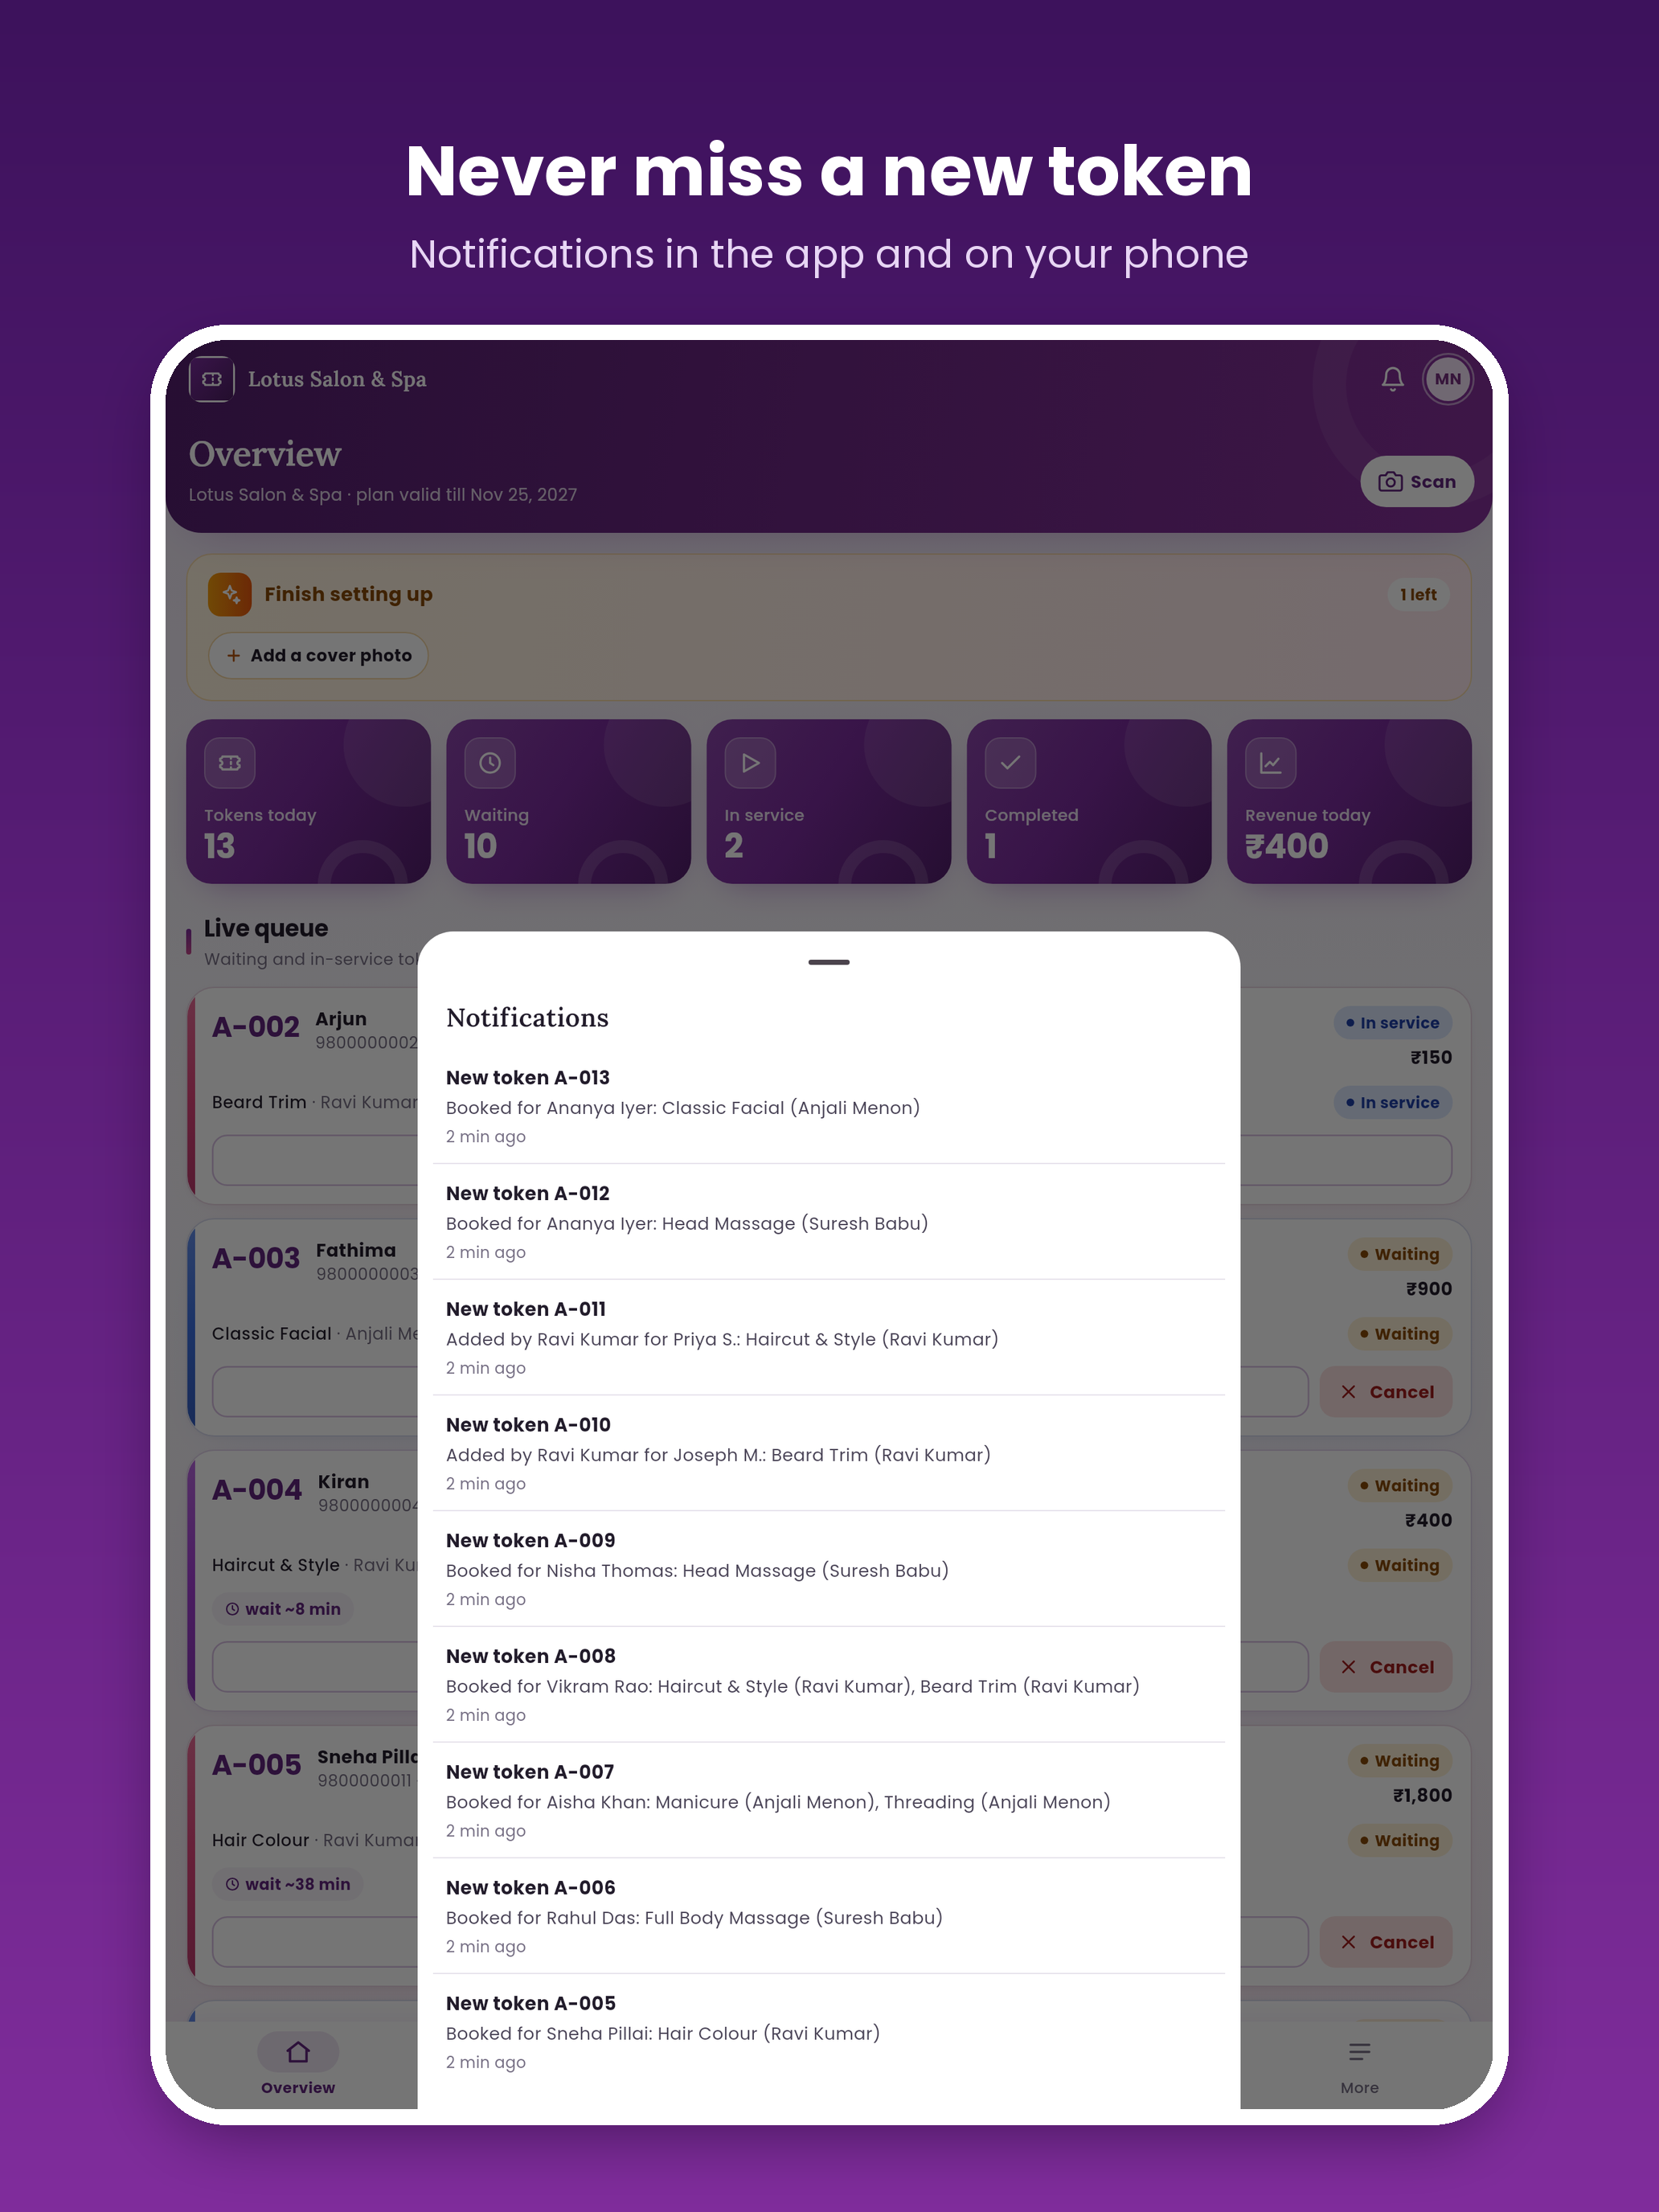 Never miss a new token
Notifications in the app and on your phone
Lotus Salon & Spa
MN
Overview
Lotus Salon & Spa · plan valid till Nov 25, 2027
Scan
Finish setting up
1 left
+ Add a cover photo
Tokens today
13
Waiting
10
In service
2
Completed
1
Revenue today
₹400
Live queue
Waiting and in-service
A-002
Arjun
9800000002
In service
₹150
Beard Trim · Ravi Kumar
In service
A-003
Fathima
9800000003
Waiting
₹900
Classic Facial · Anjali
Waiting
Cancel
A-004
Kiran
9800000004
Waiting
₹400
Haircut & Style · Ravi
Waiting
wait ~8 min
Cancel
A-005
Sneha
9800000011
Waiting
₹1,800
Hair Colour · Ravi
Waiting
wait ~38 min
Cancel
Notifications
New token A-013
Booked for Ananya Iyer: Classic Facial (Anjali Menon)
2 min ago
New token A-012
Booked for Ananya Iyer: Head Massage (Suresh Babu)
2 min ago
New token A-011
Added by Ravi Kumar for Priya S.: Haircut & Style (Ravi Kumar)
2 min ago
New token A-010
Added by Ravi Kumar for Joseph M.: Beard Trim (Ravi Kumar)
2 min ago
New token A-009
Booked for Nisha Thomas: Head Massage (Suresh Babu)
2 min ago
New token A-008
Booked for Vikram Rao: Haircut & Style (Ravi Kumar), Beard Trim (Ravi Kumar)
2 min ago
New token A-007
Booked for Aisha Khan: Manicure (Anjali Menon), Threading (Anjali Menon)
2 min ago
New token A-006
Booked for Rahul Das: Full Body Massage (Suresh Babu)
2 min ago
New token A-005
Booked for Sneha Pillai: Hair Colour (Ravi Kumar)
2 min ago
Overview
More